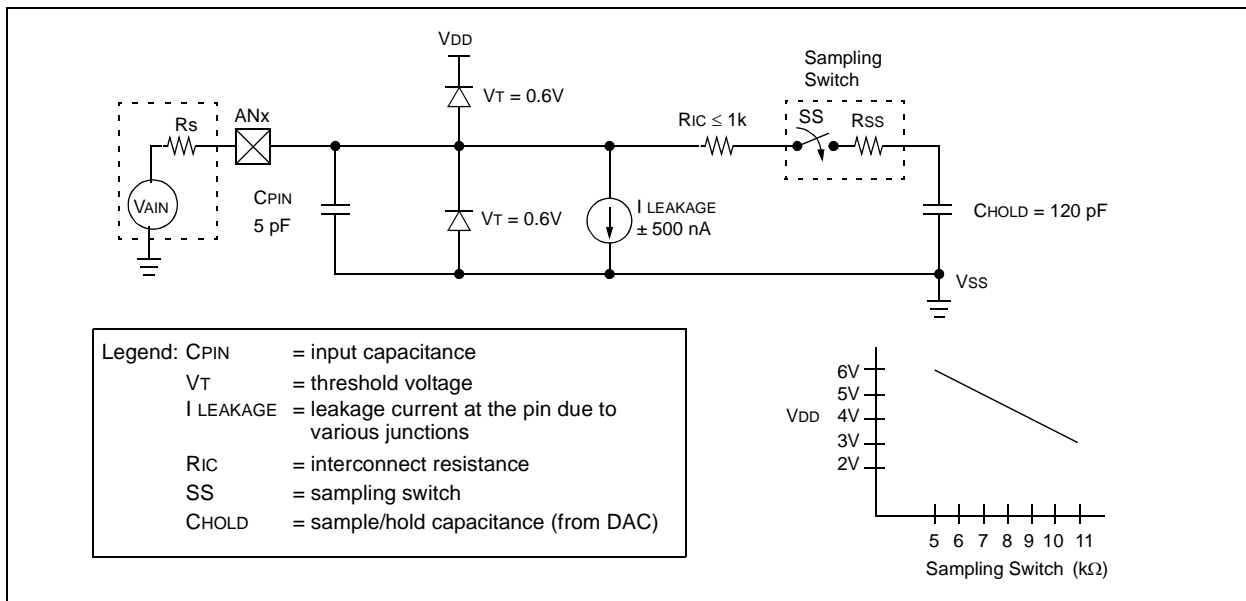 VDD
Sampling
Switch
VT = 0.6V
ANx
Rs
RIC ≤ 1k
SS
RSS
VAIN
CPIN
5 pF
VT = 0.6V
I LEAKAGE
± 500 nA
CHOLD = 120 pF
VSS
Legend: CPIN = input capacitance
VT = threshold voltage
I LEAKAGE = leakage current at the pin due to
various junctions
RIC = interconnect resistance
SS = sampling switch
CHOLD = sample/hold capacitance (from DAC)
6V
5V
VDD 4V
3V
2V
5 6 7 8 9 10 11
Sampling Switch (kΩ)